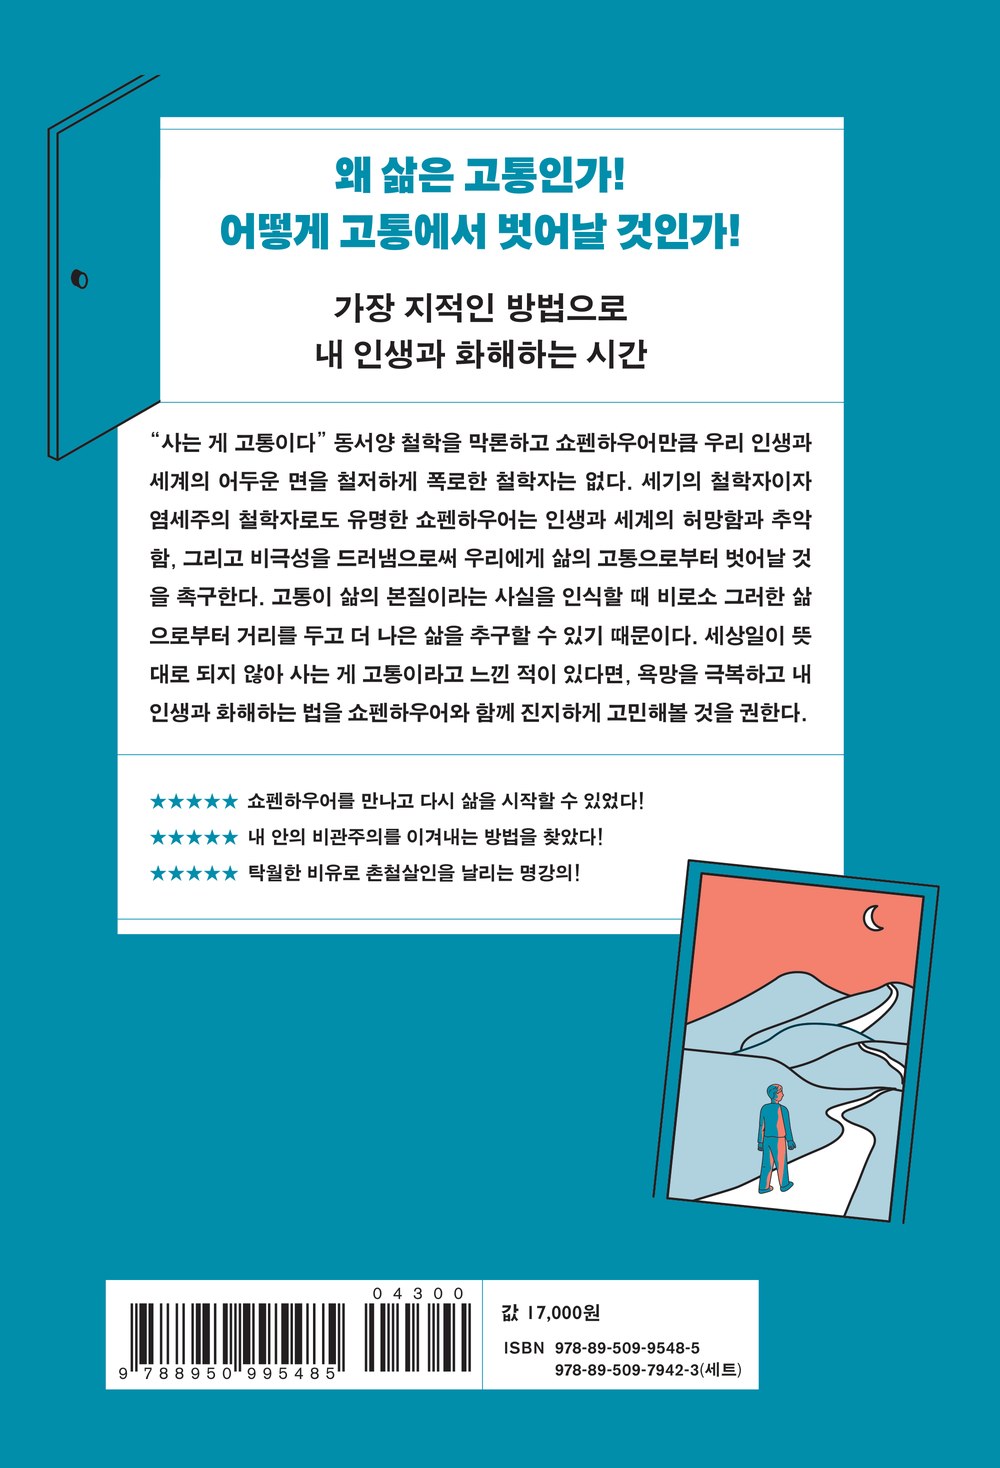 왜 삶은 고통인가!
어떻게 고통에서 벗어날 것인가!
가장 지적인 방법으로
내 인생과 화해하는 시간
“사는 게 고통이다” 동서양 철학을 막론하고 쇼펜하우어만큼 우리 인생과
세계의 어두운 면을 철저하게 폭로한 철학자는 없다. 세기의 철학자이자
염세주의 철학자로도 유명한 쇼펜하우어는 인생과 세계의 허망함과 추악
함, 그리고 비극성을 드러냄으로써 우리에게 삶의 고통으로부터 벗어날 것
을 촉구한다. 고통이 삶의 본질이라는 사실을 인식할 때 비로소 그러한 삶
으로부터 거리를 두고 더 나은 삶을 추구할 수 있기 때문이다. 세상일이 뜻
대로 되지 않아 사는 게 고통이라고 느낀 적이 있다면, 욕망을 극복하고 내
인생과 화해하는 법을 쇼펜하우어와 함께 진지하게 고민해볼 것을 권한다.
★★★★★ 쇼펜하우어를 만나고 다시 삶을 시작할 수 있었다!
★★★★★ 내 안의 비관주의를 이겨내는 방법을 찾았다!
★★★★★ 탁월한 비유로 촌철살인을 날리는 명강의!
04300
9 788950 995485
값 17,000원
ISBN 978-89-509-9548-5
978-89-509-7942-3(세트)